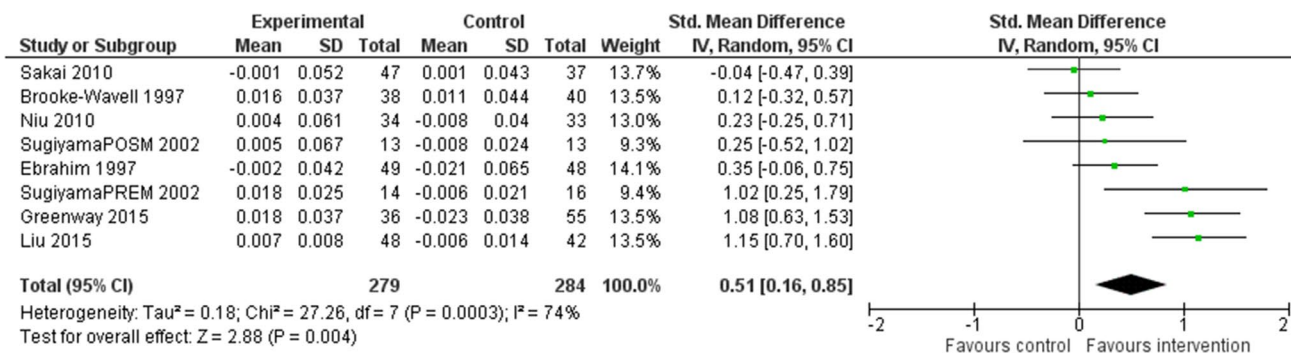 Experimental Control Std. Mean Difference Std. Mean Difference
Study or Subgroup Mean SD Total Mean SD Total Weight IV, Random, 95% CI IV, Random, 95% CI
Sakai 2010 -0.001 0.052 47 0.001 0.043 37 13.7% -0.04 [-0.47, 0.39]
Brooke-Wavell 1997 0.016 0.037 38 0.011 0.044 40 13.5% 0.12 [-0.32, 0.57]
Niu 2010 0.004 0.061 34 -0.008 0.04 33 13.0% 0.23 [-0.25, 0.71]
SugiyamaPOSM 2002 0.005 0.067 13 -0.008 0.024 13 9.3% 0.25 [-0.52, 1.02]
Ebrahim 1997 -0.002 0.042 49 -0.021 0.065 48 14.1% 0.35 [-0.06, 0.75]
SugiyamaPREM 2002 0.018 0.025 14 -0.006 0.021 16 9.4% 1.02 [0.25, 1.79]
Greenway 2015 0.018 0.037 36 -0.023 0.038 55 13.5% 1.08 [0.63, 1.53]
Liu 2015 0.007 0.008 48 -0.006 0.014 42 13.5% 1.15 [0.70, 1.60]
Total (95% CI) 279 284 100.0% 0.51 [0.16, 0.85]
Heterogeneity: Tau² = 0.18; Chi² = 27.26, df = 7 (P = 0.0003); I² = 74%
Test for overall effect: Z = 2.88 (P = 0.004)
-2 -1 0 1 2
Favours control Favours intervention